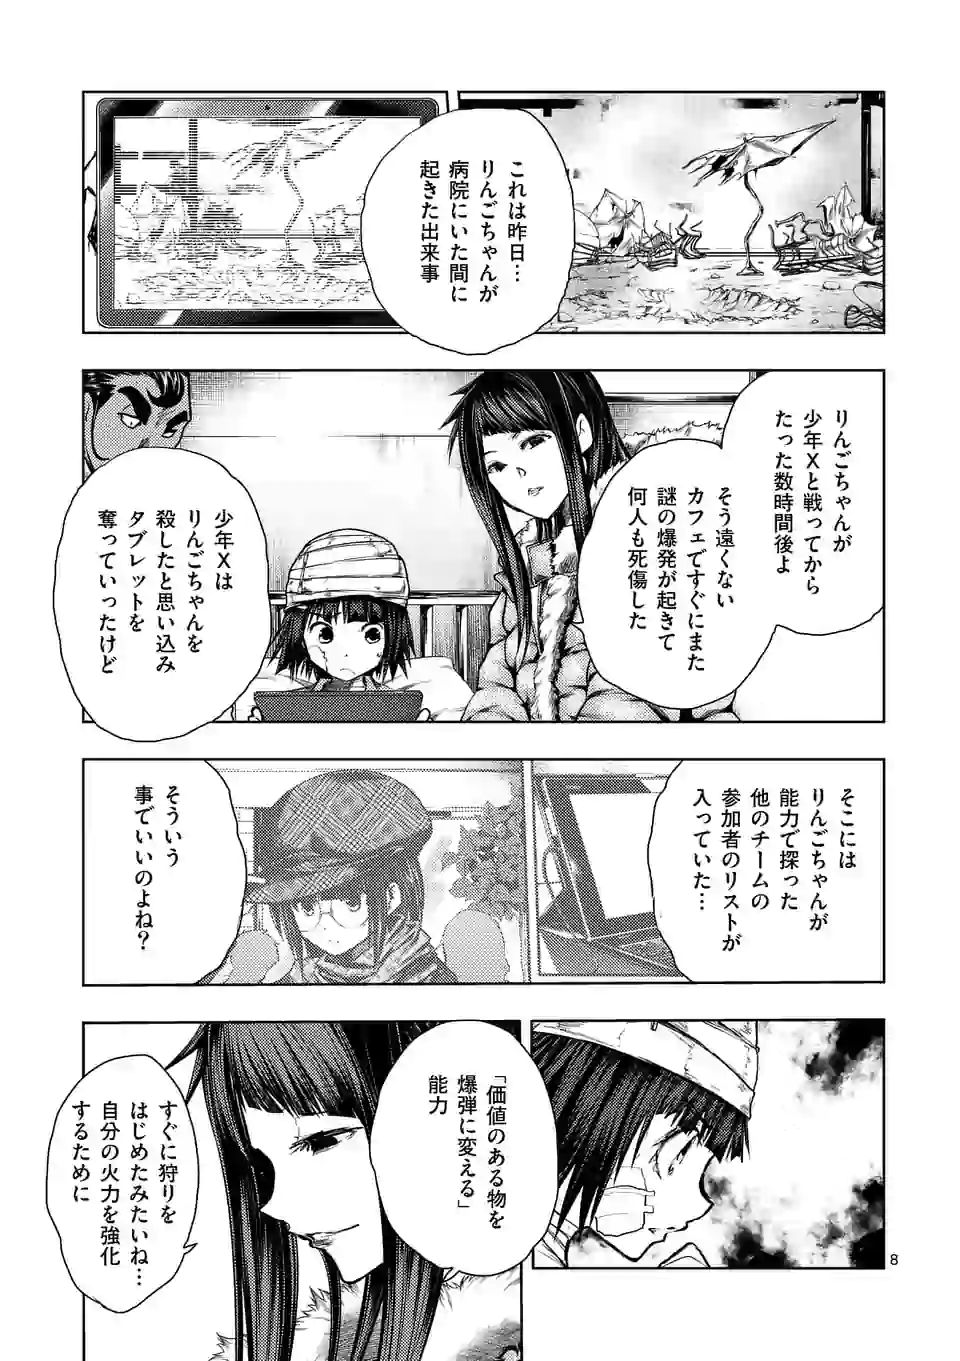 これは昨日…
りんごちゃんが
病院にいた間に
起きた出来事
りんごちゃんが
少年Xと戦ってから
たった数時間後よ
そう遠くない
カフェですぐにまた
謎の爆発が起きて
何人も死傷した
少年Xは
りんごちゃんを
殺したと思い込み
タブレットを
奪っていったけど
そこには
りんごちゃんが
能力で探った
他のチームの
参加者のリストが
入っていた…
そういう
事でいいのよね?
「価値のある物を
爆弾に変える」
能力
すぐに狩りを
はじめたみたいね…
自分の火力を強化
するために
8